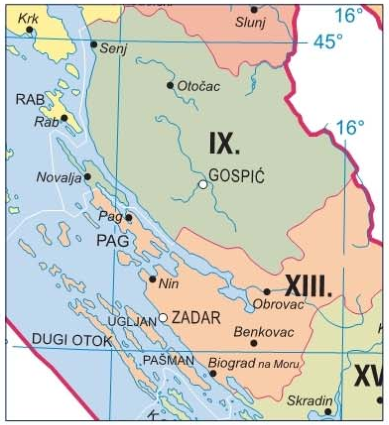 Krk
Slunj
16°
45°
Senj
Otočac
RAB
Rab
IX.
16°
Novalja
GOSPIĆ
Pag
PAG
Nin
XIII.
Obrovac
UGLJAN
ZADAR
DUGI OTOK
Benkovac
PAŠMAN
Biograd na Moru
XV
Skradin